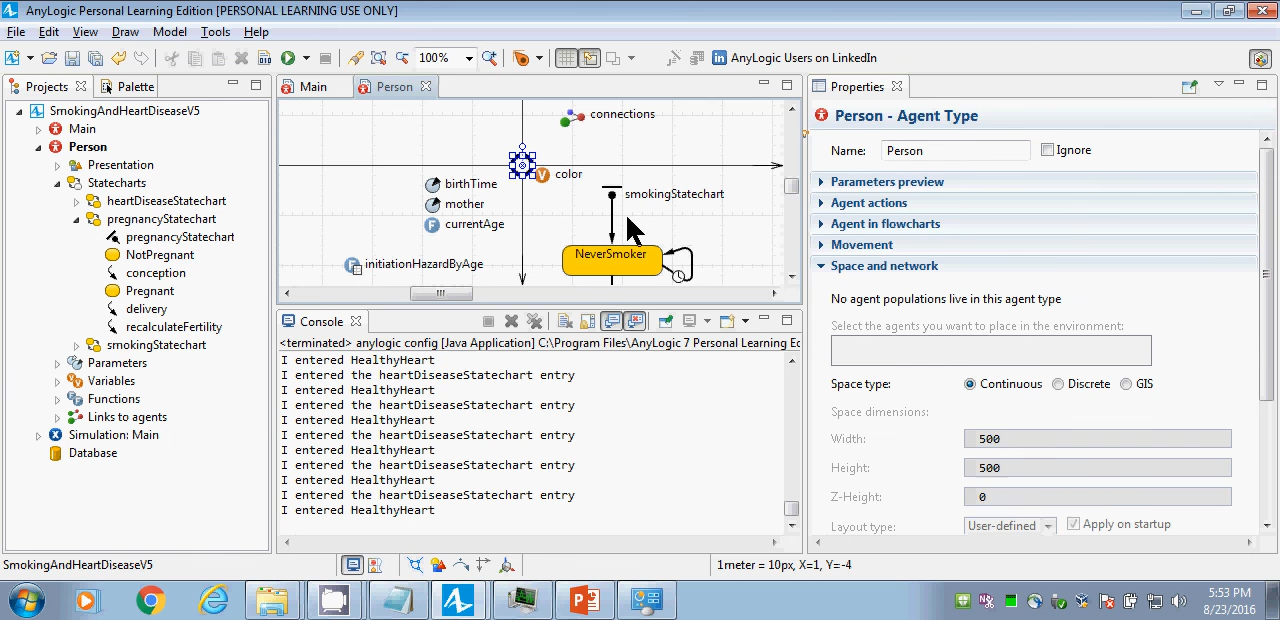 AnyLogic Personal Learning Edition [PERSONAL LEARNING USE ONLY]
File Edit View Draw Model Tools Help
100% in AnyLogic Users on LinkedIn
Projects Palette
SmokingAndHeartDiseaseV5
Main
Person
Presentation
Statecharts
heartDiseaseStatechart
pregnancyStatechart
pregnancyStatechart
NotPregnant
conception
Pregnant
delivery
recalculateFertility
smokingStatechart
Parameters
Variables
Functions
Links to agents
Simulation: Main
Database
Main Person
connections
V color
birthTime
mother
F currentAge
smokingStatechart
NeverSmoker
initiationHazardByAge
Console
<terminated> anylogic config [Java Application] C:\Program Files\AnyLogic 7 Personal Learning Ec
I entered HealthyHeart
I entered the heartDiseaseStatechart entry
I entered HealthyHeart
I entered the heartDiseaseStatechart entry
I entered HealthyHeart
I entered the heartDiseaseStatechart entry
I entered HealthyHeart
I entered the heartDiseaseStatechart entry
I entered HealthyHeart
I entered the heartDiseaseStatechart entry
I entered HealthyHeart
Properties
Person - Agent Type
Name: Person Ignore
Parameters preview
Agent actions
Agent in flowcharts
Movement
Space and network
No agent populations live in this agent type
Select the agents you want to place in the environment:
Space type: Continuous Discrete GIS
Space dimensions:
Width: 500
Height: 500
Z-Height: 0
Layout type: User-defined Apply on startup
SmokingAndHeartDiseaseV5
1meter = 10px, X=1, Y=-4
5:53 PM
8/23/2016